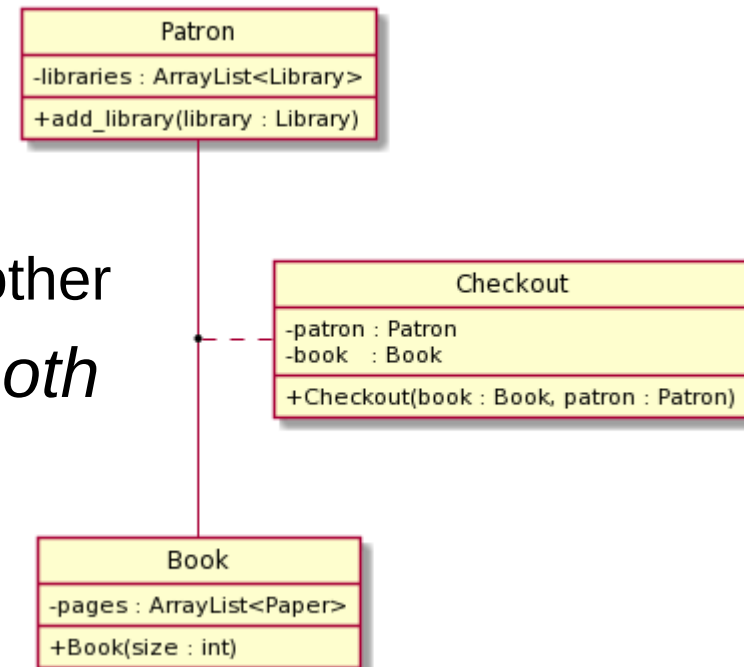 Patron
-libraries : ArrayList<Library>
+add_library(library : Library)
other
oth
Checkout
-patron : Patron
-book : Book
+Checkout(book : Book, patron : Patron)
Book
-pages : ArrayList<Paper>
+Book(size : int)